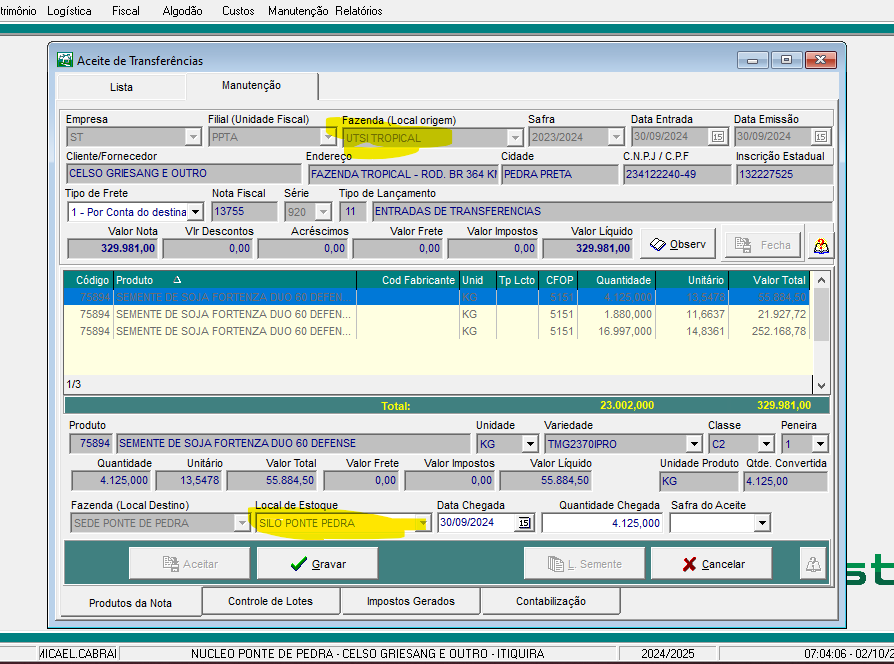 trimônio Logística Fiscal Algodão Custos Manutenção Relatórios
Aceite de Transferências
Lista Manutenção
Empresa Filial (Unidade Fiscal) Fazenda (Local origem) Safra Data Entrada Data Emissão
ST PPTA UTSI TROPICAL 2023/2024 30/09/2024 15 30/09/2024 15
Cliente/Fornecedor Endereço Cidade C.N.P.J / C.P.F Inscrição Estadual
CELSO GRIESANG E OUTRO FAZENDA TROPICAL - ROD. BR 364 KM PEDRA PRETA 234122240-49 132227525
Tipo de Frete Nota Fiscal Série Tipo de Lançamento
1 - Por Conta do destina 13755 920 11 ENTRADAS DE TRANSFERENCIAS
Valor Nota Vlr Descontos Acréscimos Valor Frete Valor Impostos Valor Líquido
329.981,00 0,00 0,00 0,00 0,00 329.981,00 Observ Fecha
Código Produto Cod Fabricante Unid Tp Lcto CFOP Quantidade Unitário Valor Total
75894 SEMENTE DE SOJA FORTENZA DUO 60 DEFEN... KG 5151 4.125,000 13,5478 55.884,50
75894 SEMENTE DE SOJA FORTENZA DUO 60 DEFEN... KG 5151 1.880,000 11,6637 21.927,72
75894 SEMENTE DE SOJA FORTENZA DUO 60 DEFEN... KG 5151 16.997,000 14,8361 252.168,78
1/3
Total: 23.002,000 329.981,00
Produto Unidade Variedade Classe Peneira
75894 SEMENTE DE SOJA FORTENZA DUO 60 DEFENSE KG TMG2370IPRO C2 1
Quantidade Unitário Valor Total Valor Frete Valor Impostos Valor Líquido Unidade Produto Qtde. Convertida
4.125,000 13,5478 55.884,50 0,00 0,00 55.884,50 KG 4.125,00
Fazenda (Local Destino) Local de Estoque Data Chegada Quantidade Chegada Safra do Aceite
SEDE PONTE DE PEDRA SILO PONTE PEDRA 30/09/2024 15 4.125,000
Aceitar Gravar L. Semente Cancelar
st
Produtos da Nota Controle de Lotes Impostos Gerados Contabilização
MICAEL.CABRAI NUCLEO PONTE DE PEDRA - CELSO GRIESANG E OUTRO - ITIQUIRA 2024/2025 07:04:06 - 02/10/2